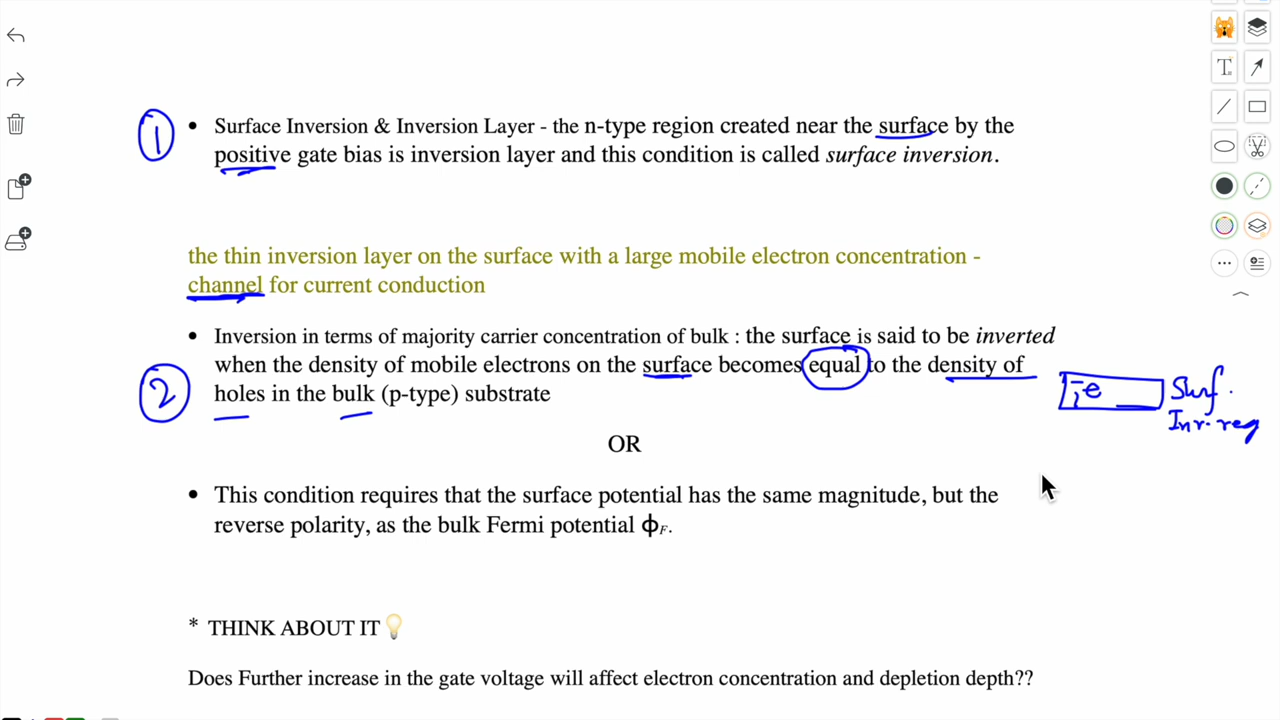 1
• Surface Inversion & Inversion Layer - the n-type region created near the surface by the
positive gate bias is inversion layer and this condition is called surface inversion.
the thin inversion layer on the surface with a large mobile electron concentration -
channel for current conduction
• Inversion in terms of majority carrier concentration of bulk : the surface is said to be inverted
when the density of mobile electrons on the surface becomes equal to the density of
2
holes in the bulk (p-type) substrate
Surf.
Inv. reg
OR
• This condition requires that the surface potential has the same magnitude, but the
reverse polarity, as the bulk Fermi potential ϕF.
* THINK ABOUT IT 💡
Does Further increase in the gate voltage will affect electron concentration and depletion depth??